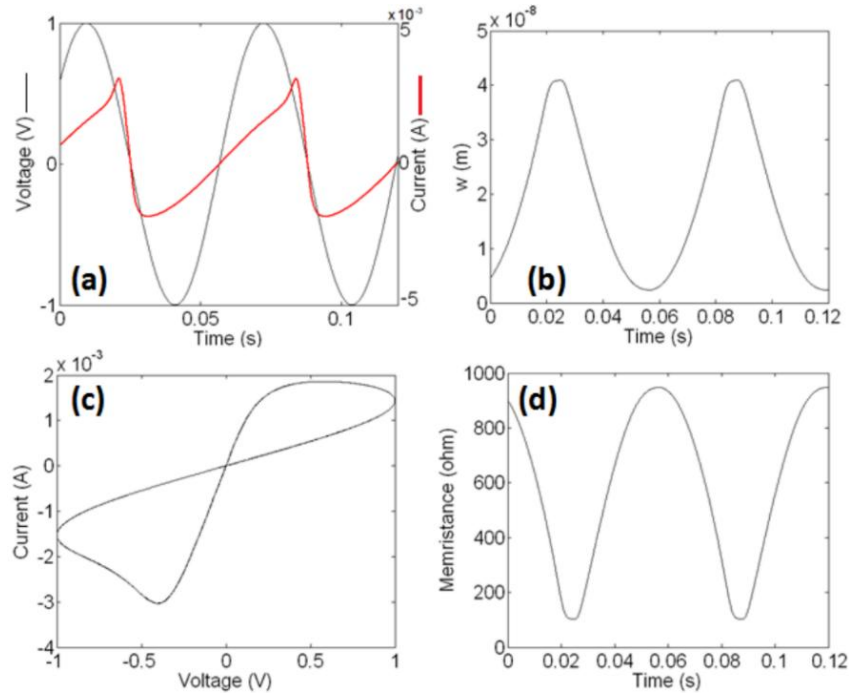 x 10⁻³
1
5
Voltage (V)
0
0
Current (A)
-1
-5
0
0.05
0.1
Time (s)
(a)
x 10⁻⁸
5
4
3
2
1
0
w (m)
0
0.02
0.04
0.06
0.08
0.1
0.12
Time (s)
(b)
x 10⁻³
2
1
0
-1
-2
-3
-4
Current (A)
-1
-0.5
0
0.5
1
Voltage (V)
(c)
1000
800
600
400
200
0
Memristance (ohm)
0
0.02
0.04
0.06
0.08
0.1
0.12
Time (s)
(d)